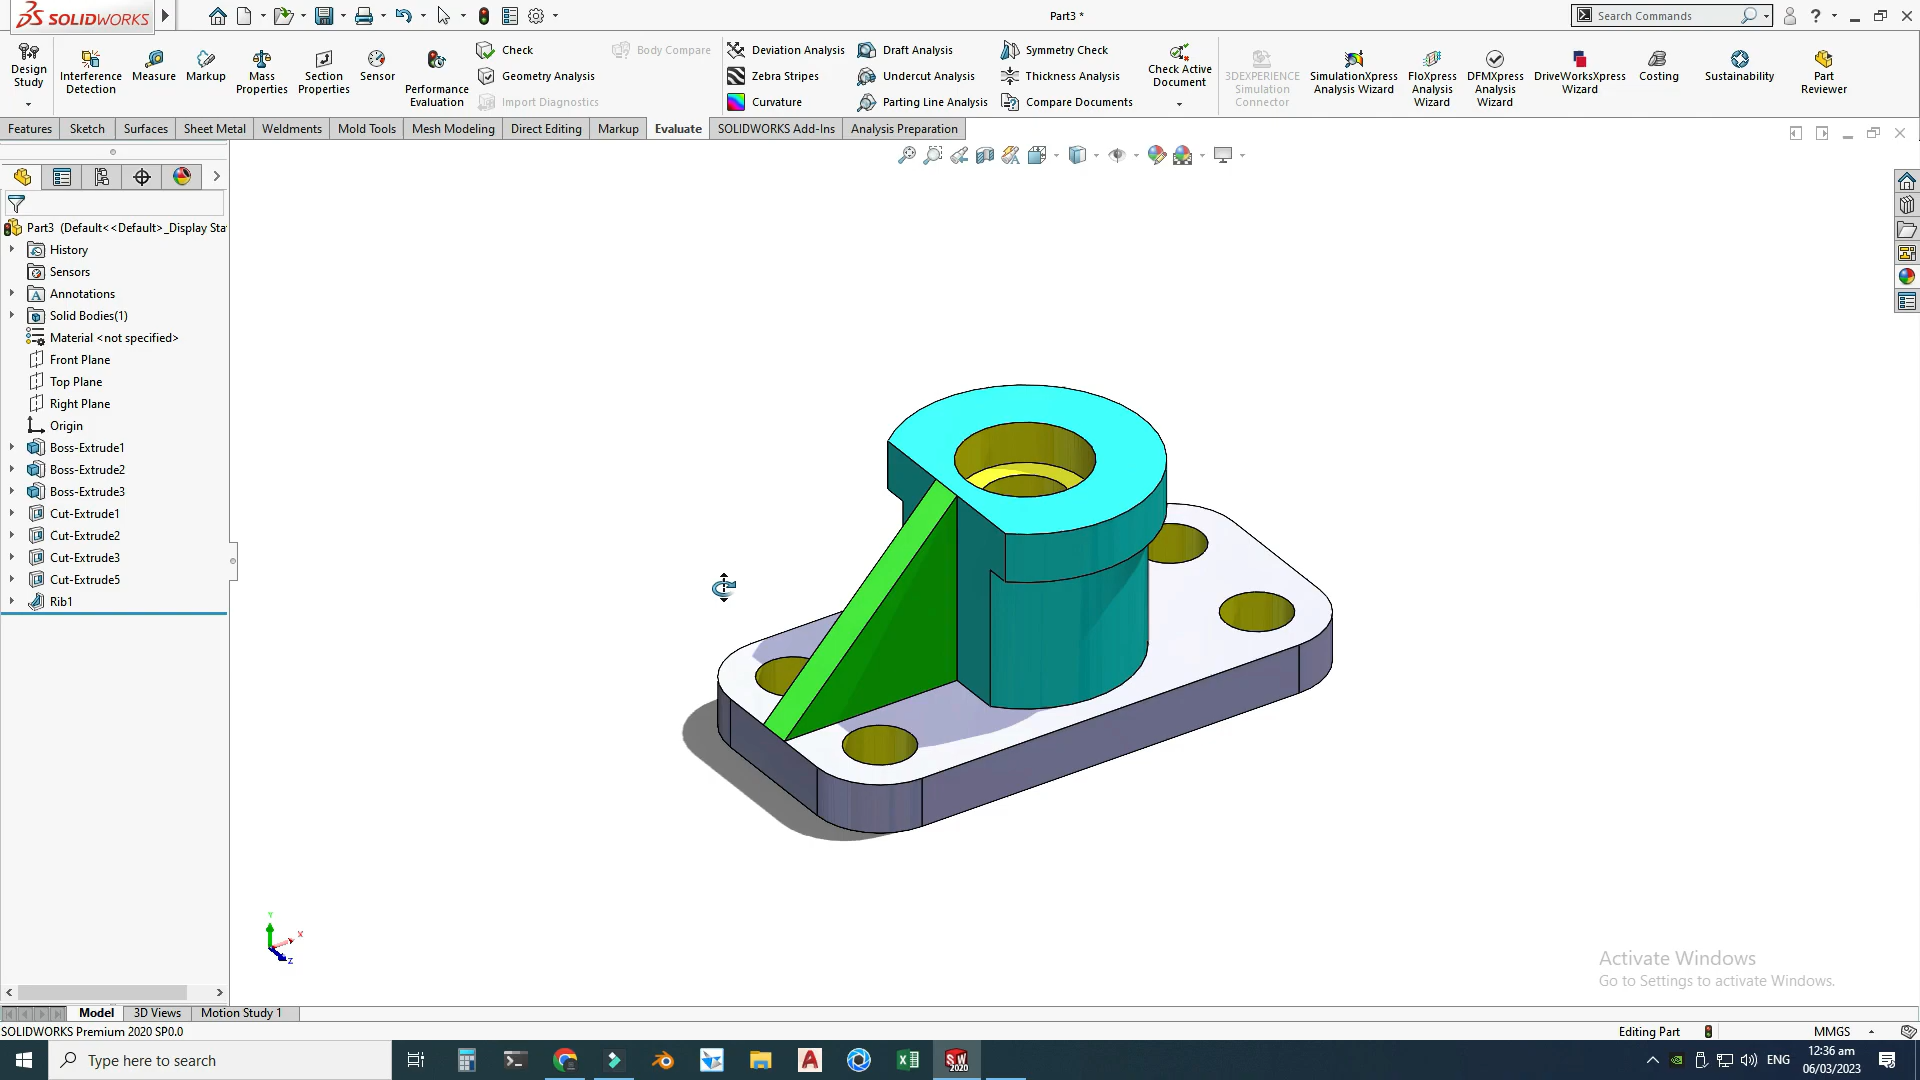 SOLIDWORKS
Part3 *
Search Commands
Design Study
Interference Detection
Measure
Markup
Mass Properties
Section Properties
Sensor
Performance Evaluation
Check
Geometry Analysis
Import Diagnostics
Body Compare
Deviation Analysis
Zebra Stripes
Curvature
Draft Analysis
Undercut Analysis
Parting Line Analysis
Symmetry Check
Thickness Analysis
Compare Documents
Check Active Document
3DEXPERIENCE Simulation Connector
SimulationXpress Analysis Wizard
FloXpress Analysis Wizard
DFMXpress Analysis Wizard
DriveWorksXpress Wizard
Costing
Sustainability
Part Reviewer
Features
Sketch
Surfaces
Sheet Metal
Weldments
Mold Tools
Mesh Modeling
Direct Editing
Markup
Evaluate
SOLIDWORKS Add-Ins
Analysis Preparation
Part3 (Default<<Default>_Display Sta
History
Sensors
Annotations
Solid Bodies(1)
Material <not specified>
Front Plane
Top Plane
Right Plane
Origin
Boss-Extrude1
Boss-Extrude2
Boss-Extrude3
Cut-Extrude1
Cut-Extrude2
Cut-Extrude3
Cut-Extrude5
Rib1
Y
X
Z
Activate Windows
Go to Settings to activate Windows.
Model
3D Views
Motion Study 1
SOLIDWORKS Premium 2020 SP0.0
Editing Part
MMGS
Type here to search
SW
2020
ENG
12:36 am
06/03/2023